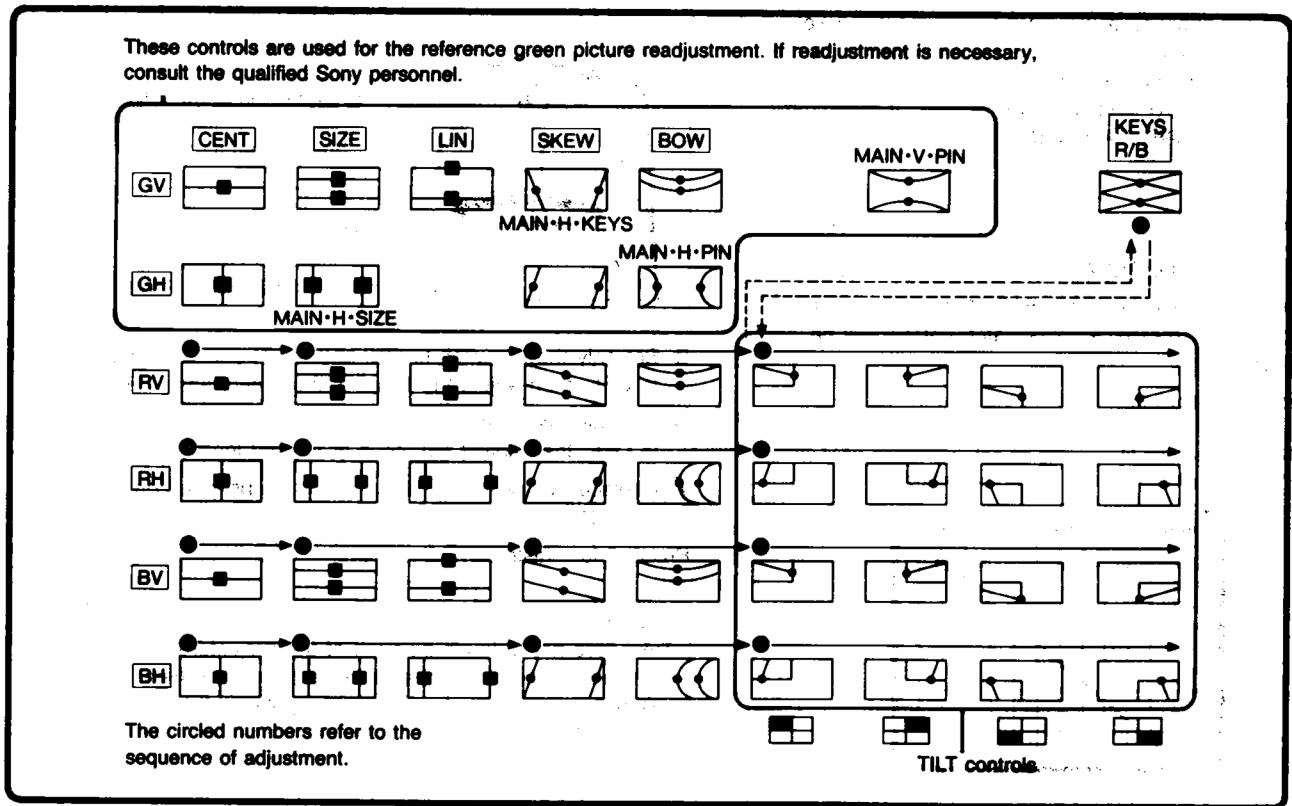 These controls are used for the reference green picture readjustment. If readjustment is necessary,
consult the qualified Sony personnel.
CENT
SIZE
LIN
SKEW
BOW
KEYS
R/B
MAIN·V·PIN
GV
MAIN·H·KEYS
MAIN·H·PIN
GH
MAIN·H·SIZE
RV
RH
BV
BH
The circled numbers refer to the
sequence of adjustment.
TILT controls